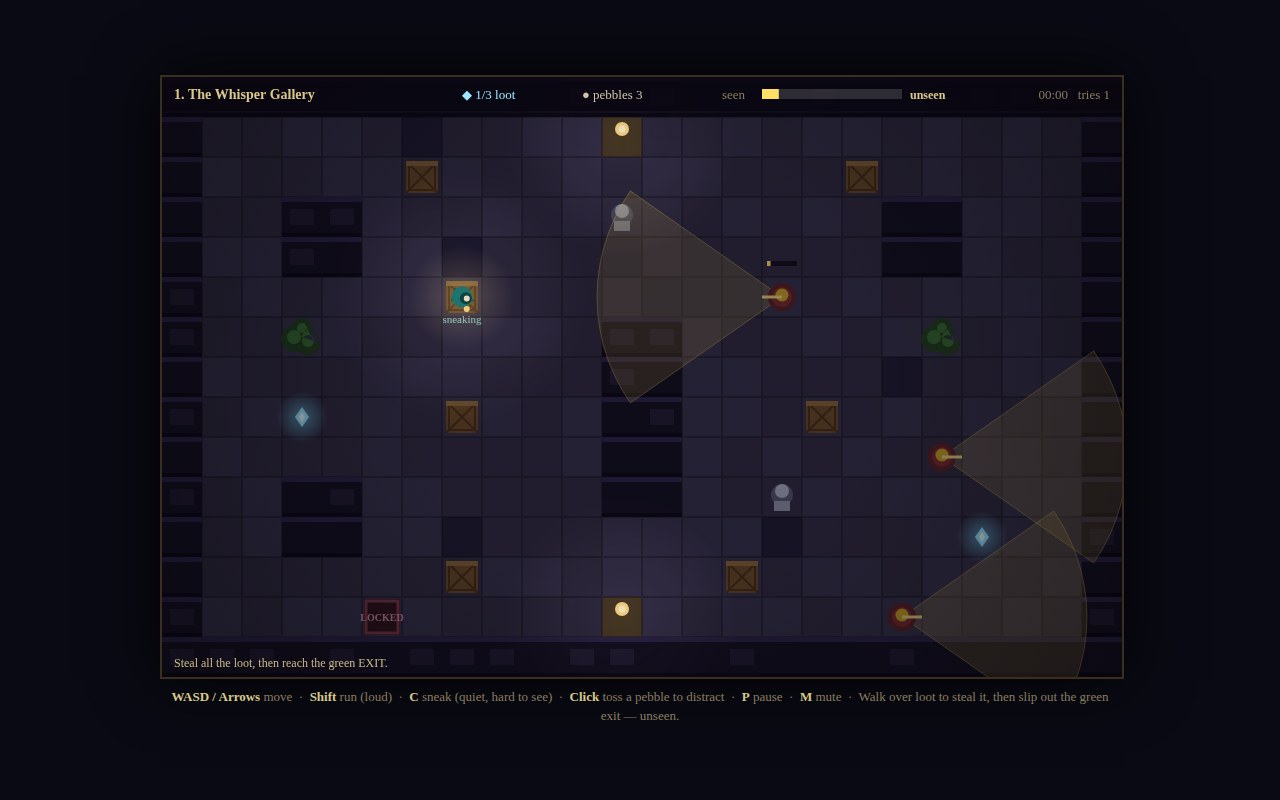 1. The Whisper Gallery
◆ 1/3 loot
● pebbles 3
seen
unseen
00:00
tries 1
sneaking
LOCKED
Steal all the loot, then reach the green EXIT.
WASD / Arrows move · Shift run (loud) · C sneak (quiet, hard to see) · Click toss a pebble to distract · P pause · M mute · Walk over loot to steal it, then slip out the green
exit — unseen.